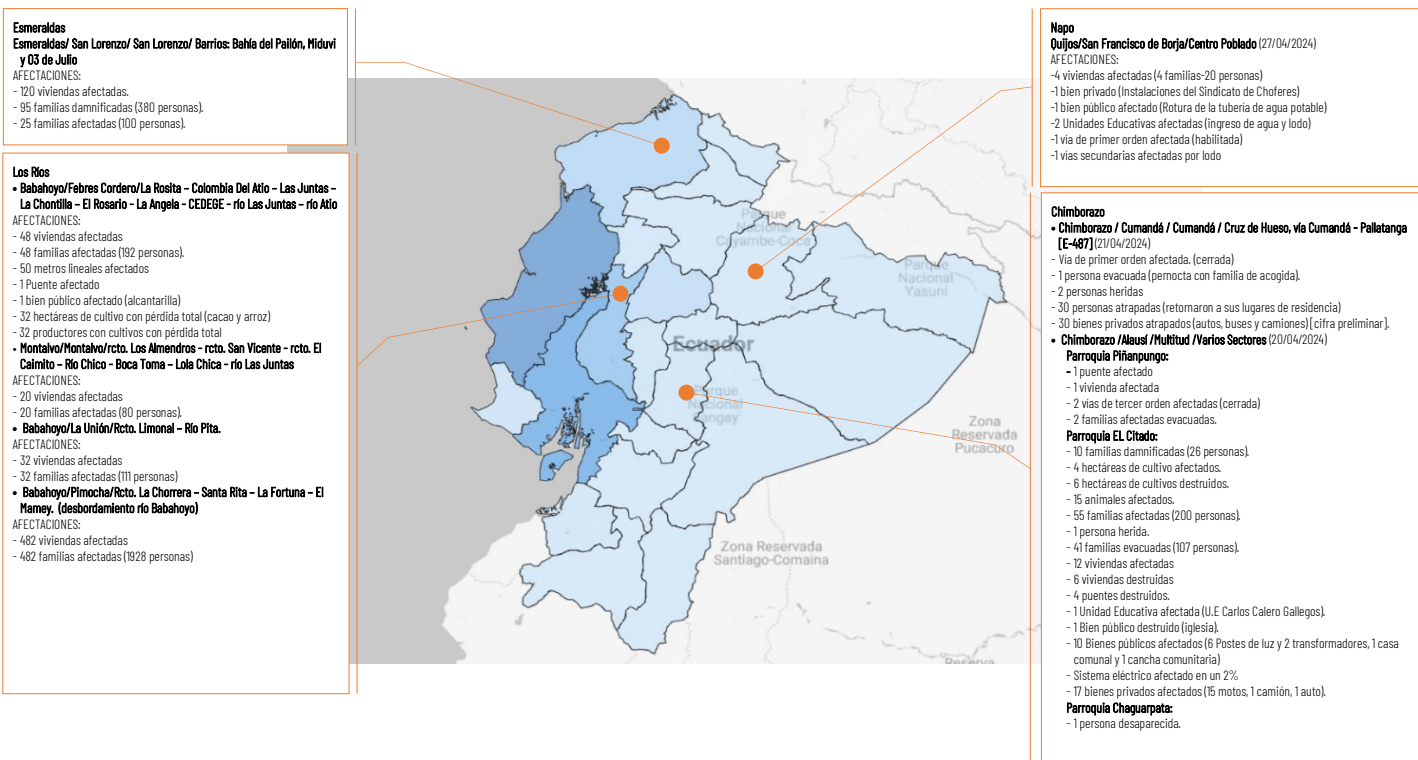 Esmeraldas
Esmeraldas/ San Lorenzo/ San Lorenzo/ Barrios: Bahía del Pailón, Miduvi
y 03 de Julio
AFECTACIONES:
- 120 viviendas afectadas.
- 95 familias damnificadas (380 personas).
- 25 familias afectadas (100 personas).
Los Ríos
• Babahoyo/Febres Cordero/La Rosita – Colombia Del Atio – Las Juntas –
La Chontilla – El Rosario - La Angela - CEDEGE - río Las Juntas – río Atio
AFECTACIONES:
- 48 viviendas afectadas
- 48 familias afectadas (192 personas)
- 50 metros lineales afectados
- 1 Puente afectado
- 1 bien público afectado (alcantarilla)
- 32 hectáreas de cultivo con pérdida total (cacao y arroz)
- 32 productores con cultivos con pérdida total
• Montalvo/Montalvo/rcto. Los Almendros - rcto. San Vicente - rcto. El
Caimito – Río Chico - Boca Toma – Lola Chica - río Las Juntas
AFECTACIONES:
- 20 viviendas afectadas
- 20 familias afectadas (80 personas).
• Babahoyo/La Unión/Rcto. Limonal – Río Pita.
AFECTACIONES:
- 32 viviendas afectadas
- 32 familias afectadas (111 personas)
• Babahoyo/Pimocha/Rcto. La Chorrera – Santa Rita – La Fortuna – El
Mamey. (desbordamiento río Babahoyo)
AFECTACIONES:
- 482 viviendas afectadas
- 482 familias afectadas (1928 personas)
Parque
Nacional
Cayambe-Coca
Parque
Nacional
Yasuní
Ecuador
Parque
Nacional
Sangay
Zona
Reservada
Pucacuro
Zona Reservada
Santiago-Comaina
Reserva
Napo
Quijos/San Francisco de Borja/Centro Poblado (27/04/2024)
AFECTACIONES:
-4 viviendas afectadas (4 familias-20 personas)
-1 bien privado (Instalaciones del Sindicato de Choferes)
-1 bien público afectado (Rotura de la tubería de agua potable)
-2 Unidades Educativas afectadas (ingreso de agua y lodo)
-1 vía de primer orden afectada (habilitada)
-1 vías secundarias afectadas por lodo
Chimborazo
• Chimborazo / Cumandá / Cumandá / Cruz de Hueso, vía Cumandá - Pallatanga
[E-487] (21/04/2024)
- Vía de primer orden afectada. (cerrada)
- 1 persona evacuada (pernocta con familia de acogida).
- 2 personas heridas
- 30 personas atrapadas (retornaron a sus lugares de residencia)
- 30 bienes privados atrapados (autos, buses y camiones) [cifra preliminar].
• Chimborazo /Alausí /Multitud /Varios Sectores (20/04/2024)
Parroquia Piñanpungo:
- 1 puente afectado
- 1 vivienda afectada
- 2 vías de tercer orden afectadas (cerrada)
- 2 familias afectadas evacuadas.
Parroquia EL Citado:
- 10 familias damnificadas (26 personas).
- 4 hectáreas de cultivo afectados.
- 6 hectáreas de cultivos destruidos.
- 15 animales afectados.
- 55 familias afectadas (200 personas).
- 1 persona herida.
- 41 familias evacuadas (107 personas).
- 12 viviendas afectadas
- 6 viviendas destruidas
- 4 puentes destruidos.
- 1 Unidad Educativa afectada (U.E Carlos Calero Gallegos).
- 1 Bien público destruido (iglesia).
- 10 Bienes públicos afectados (6 Postes de luz y 2 transformadores, 1 casa
comunal y 1 cancha comunitaria)
- Sistema eléctrico afectado en un 2%
- 17 bienes privados afectados (15 motos, 1 camión, 1 auto).
Parroquia Chaguarpata:
- 1 persona desaparecida.